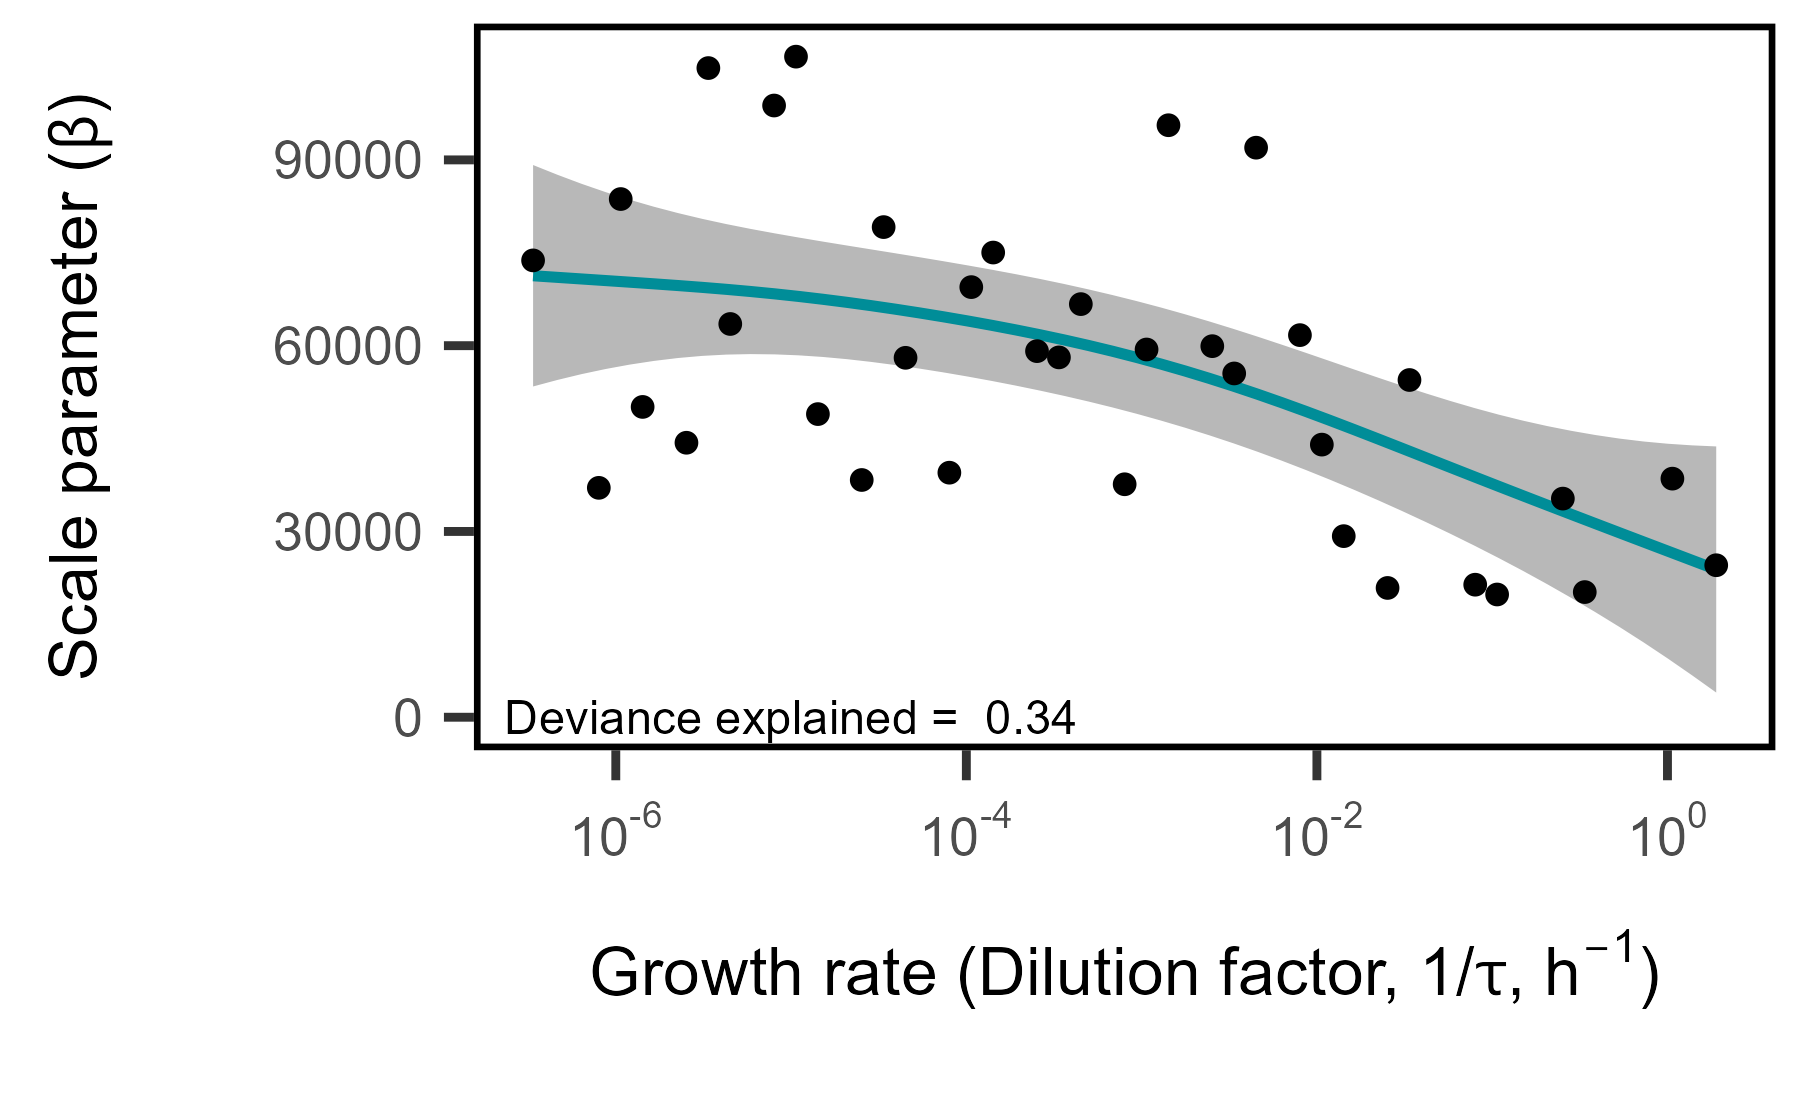 Scale parameter (β)
90000
60000
30000
0
Deviance explained = 0.34
10⁻⁶ 10⁻⁴ 10⁻² 10⁰
Growth rate (Dilution factor, 1/τ, h⁻¹)